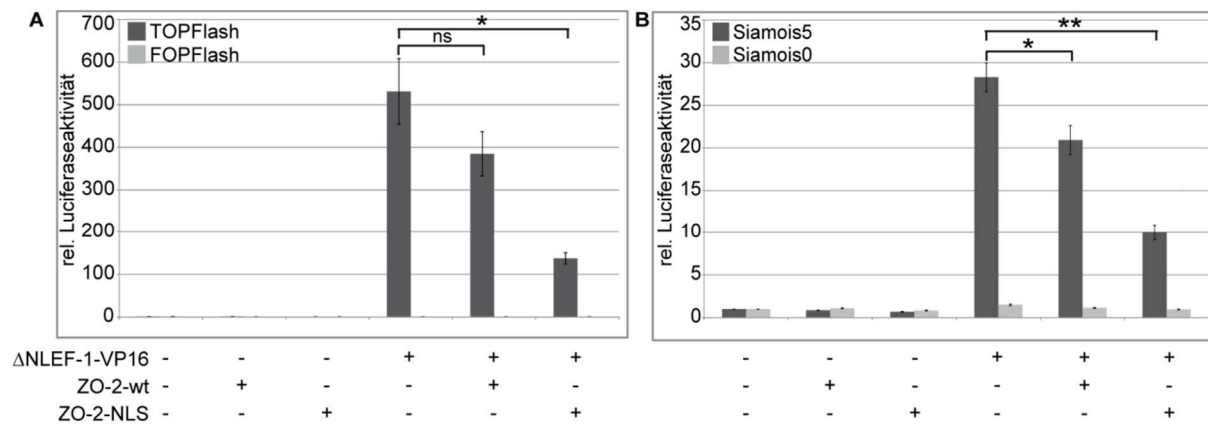 A
700
600
500
400
300
200
100
0
rel. Luciferaseaktivität
TOPFlash
FOPFlash
*
ns
B
35
30
25
20
15
10
5
0
rel. Luciferaseaktivität
Siamois5
Siamois0
**
*
ΔNLEF-1-VP16 - - - + + + - - - + + +
ZO-2-wt - + - - + - - + - - + -
ZO-2-NLS - - + - - + - - + - - +